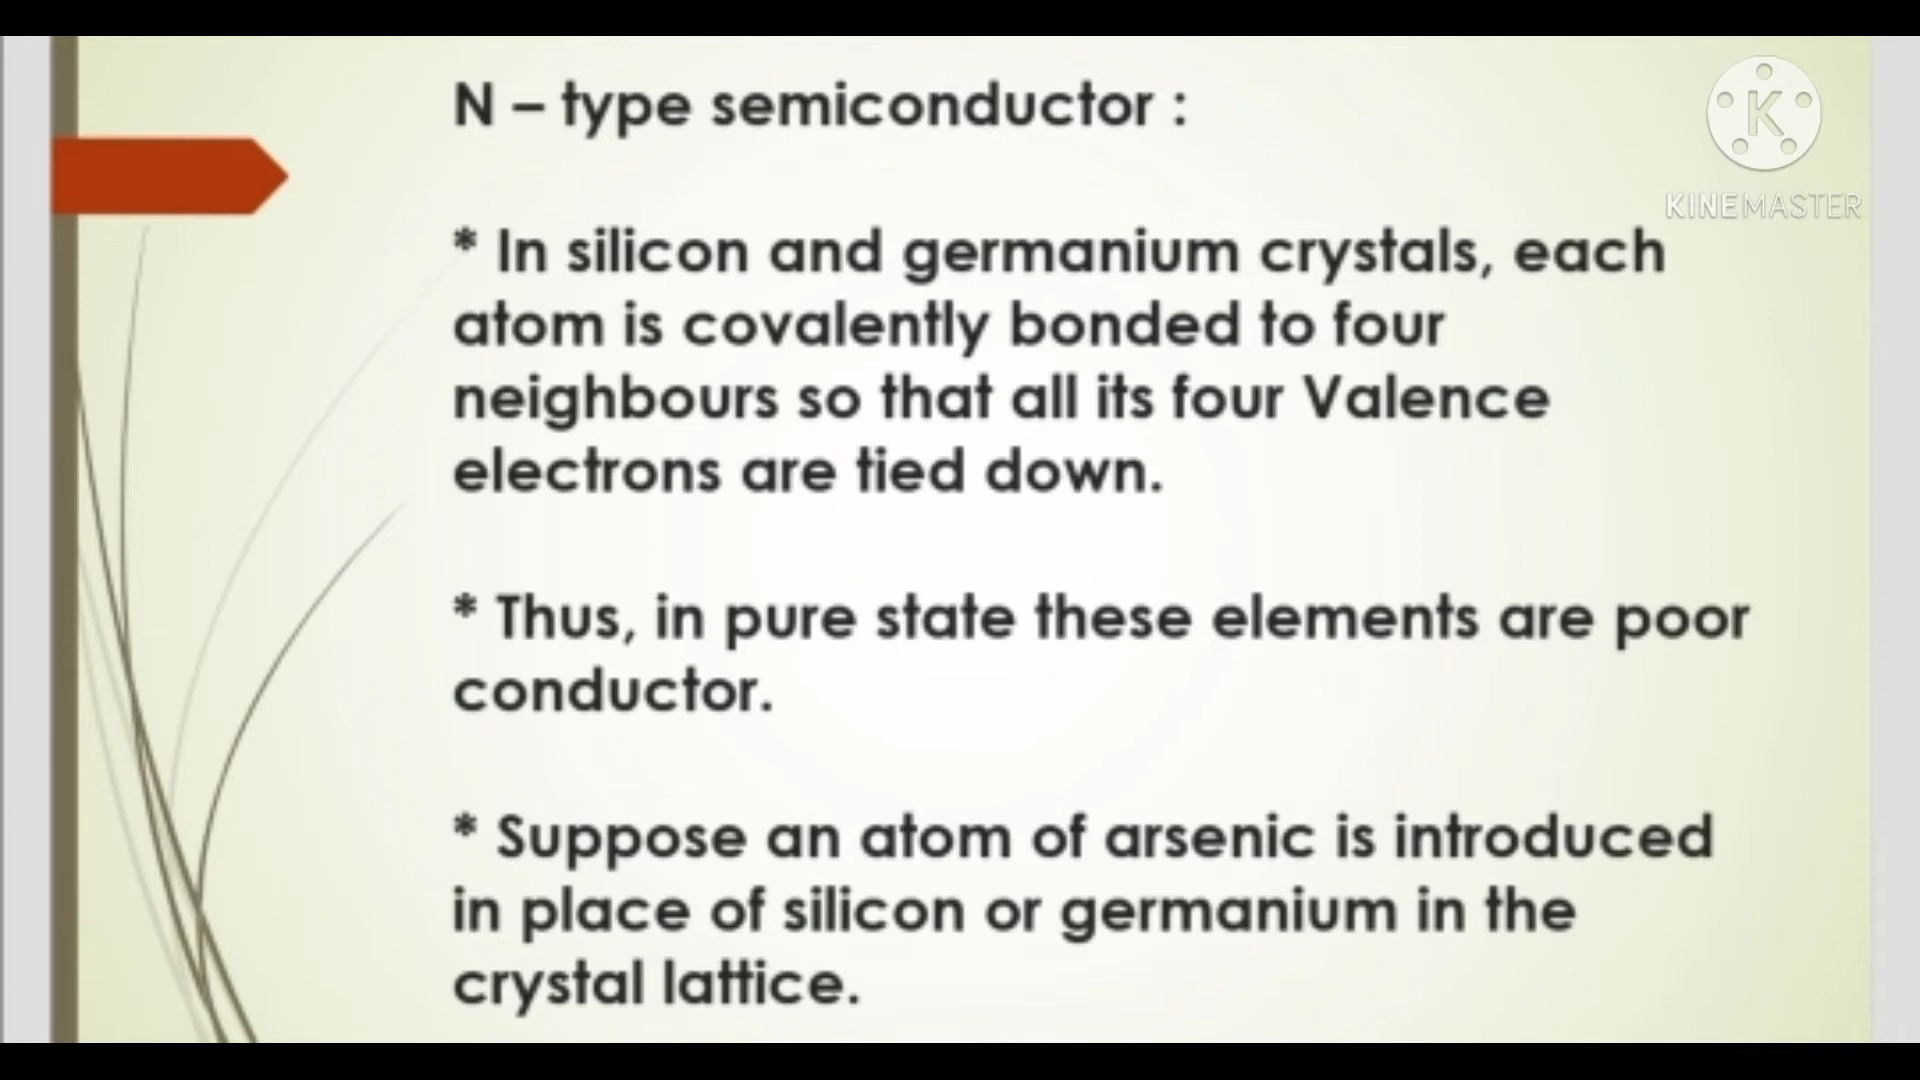 N – type semiconductor :
K
KINEMASTER
* In silicon and germanium crystals, each
atom is covalently bonded to four
neighbours so that all its four Valence
electrons are tied down.
* Thus, in pure state these elements are poor
conductor.
* Suppose an atom of arsenic is introduced
in place of silicon or germanium in the
crystal lattice.